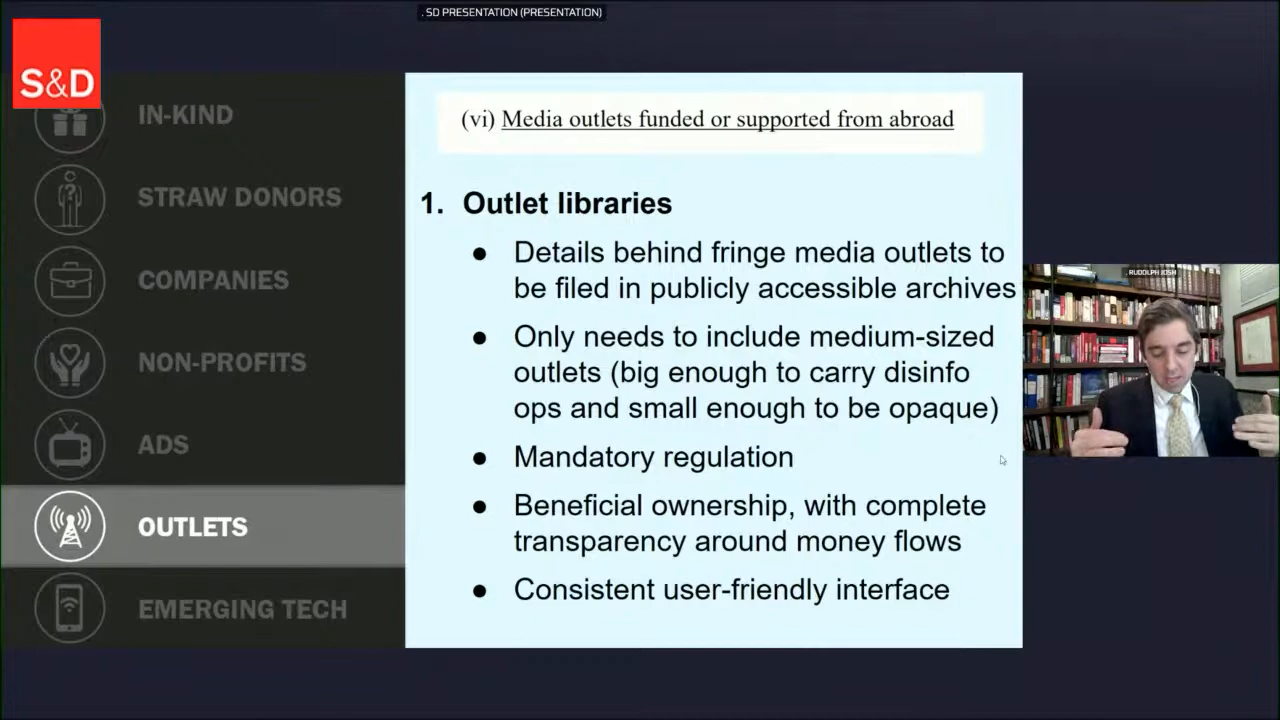 . SD PRESENTATION (PRESENTATION)
S&D
IN-KIND
STRAW DONORS
COMPANIES
NON-PROFITS
ADS
OUTLETS
EMERGING TECH
(vi) Media outlets funded or supported from abroad
1. Outlet libraries
● Details behind fringe media outlets to
be filed in publicly accessible archives
● Only needs to include medium-sized
outlets (big enough to carry disinfo
ops and small enough to be opaque)
● Mandatory regulation
● Beneficial ownership, with complete
transparency around money flows
● Consistent user-friendly interface
RUDOLPH JOSH